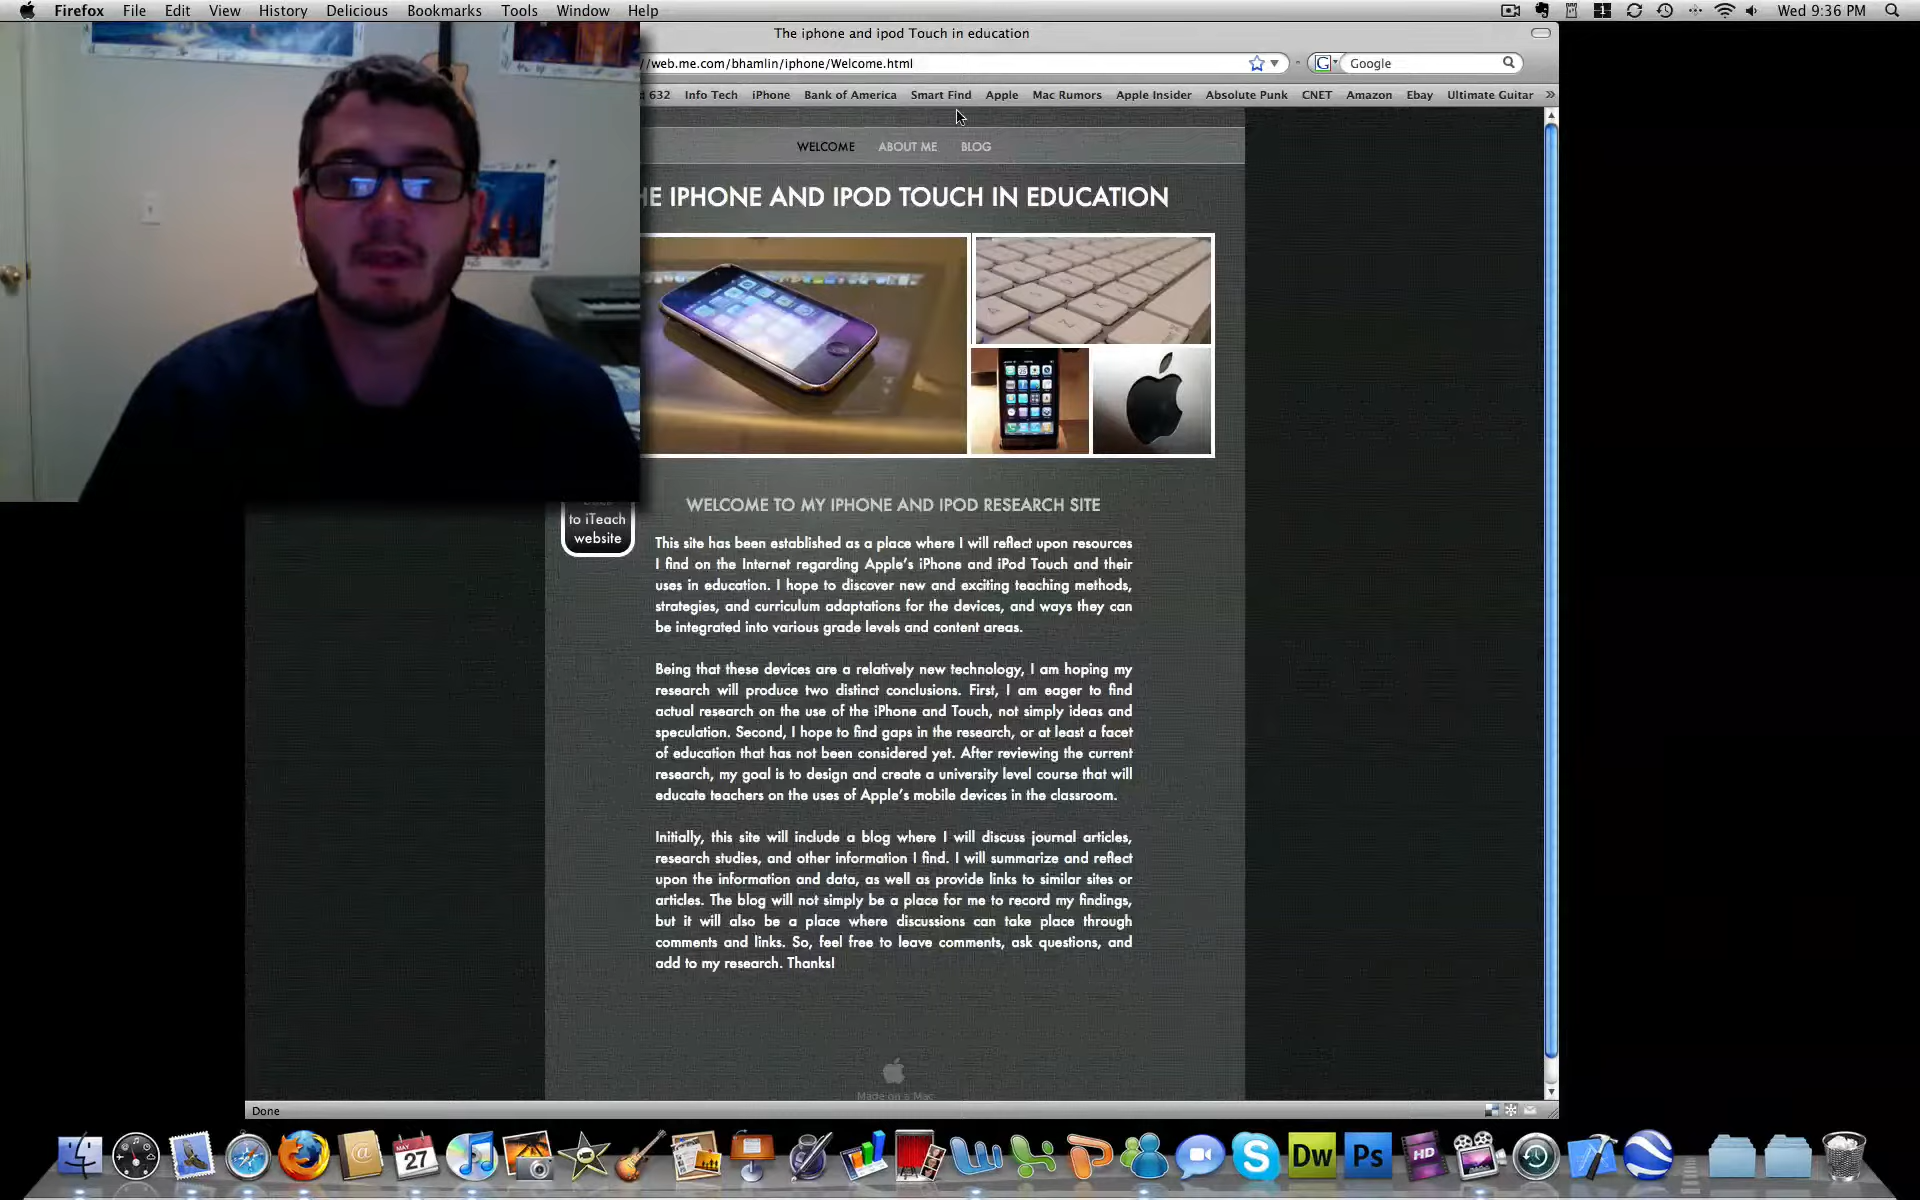 Firefox File Edit View History Delicious Bookmarks Tools Window Help
Wed 9:36 PM
The iphone and ipod Touch in education
//web.me.com/bhamlin/iphone/Welcome.html
G Google
632 Info Tech iPhone Bank of America Smart Find Apple Mac Rumors Apple Insider Absolute Punk CNET Amazon Ebay Ultimate Guitar »
WELCOME ABOUT ME BLOG
HE IPHONE AND IPOD TOUCH IN EDUCATION
to iTeach
website
WELCOME TO MY IPHONE AND IPOD RESEARCH SITE
This site has been established as a place where I will reflect upon resources
I find on the Internet regarding Apple's iPhone and iPod Touch and their
uses in education. I hope to discover new and exciting teaching methods,
strategies, and curriculum adaptations for the devices, and ways they can
be integrated into various grade levels and content areas.
Being that these devices are a relatively new technology, I am hoping my
research will produce two distinct conclusions. First, I am eager to find
actual research on the use of the iPhone and Touch, not simply ideas and
speculation. Second, I hope to find gaps in the research, or at least a facet
of education that has not been considered yet. After reviewing the current
research, my goal is to design and create a university level course that will
educate teachers on the uses of Apple's mobile devices in the classroom.
Initially, this site will include a blog where I will discuss journal articles,
research studies, and other information I find. I will summarize and reflect
upon the information and data, as well as provide links to similar sites or
articles. The blog will not simply be a place for me to record my findings,
but it will also be a place where discussions can take place through
comments and links. So, feel free to leave comments, ask questions, and
add to my research. Thanks!
Made on a Mac
Done
MAY
27
Dw
Ps
HD